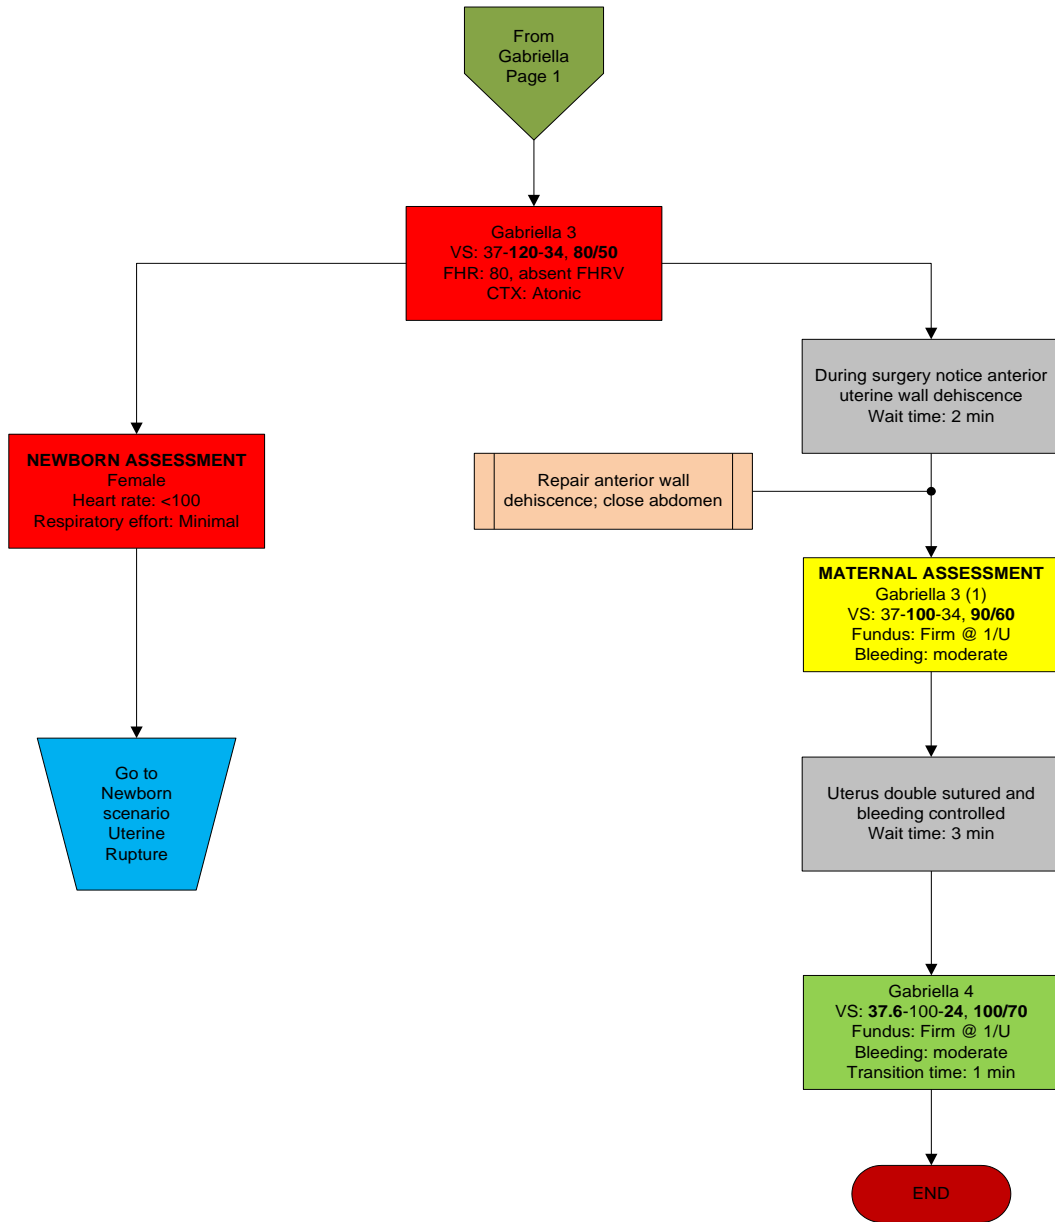 From
Gabriella
Page 1
Gabriella 3
VS: 37-120-34, 80/50
FHR: 80, absent FHRV
CTX: Atonic
During surgery notice anterior
uterine wall dehiscence
Wait time: 2 min
NEWBORN ASSESSMENT
Female
Heart rate: <100
Respiratory effort: Minimal
Repair anterior wall
dehiscence; close abdomen
MATERNAL ASSESSMENT
Gabriella 3 (1)
VS: 37-100-34, 90/60
Fundus: Firm @ 1/U
Bleeding: moderate
Go to
Newborn
scenario
Uterine
Rupture
Uterus double sutured and
bleeding controlled
Wait time: 3 min
Gabriella 4
VS: 37.6-100-24, 100/70
Fundus: Firm @ 1/U
Bleeding: moderate
Transition time: 1 min
END